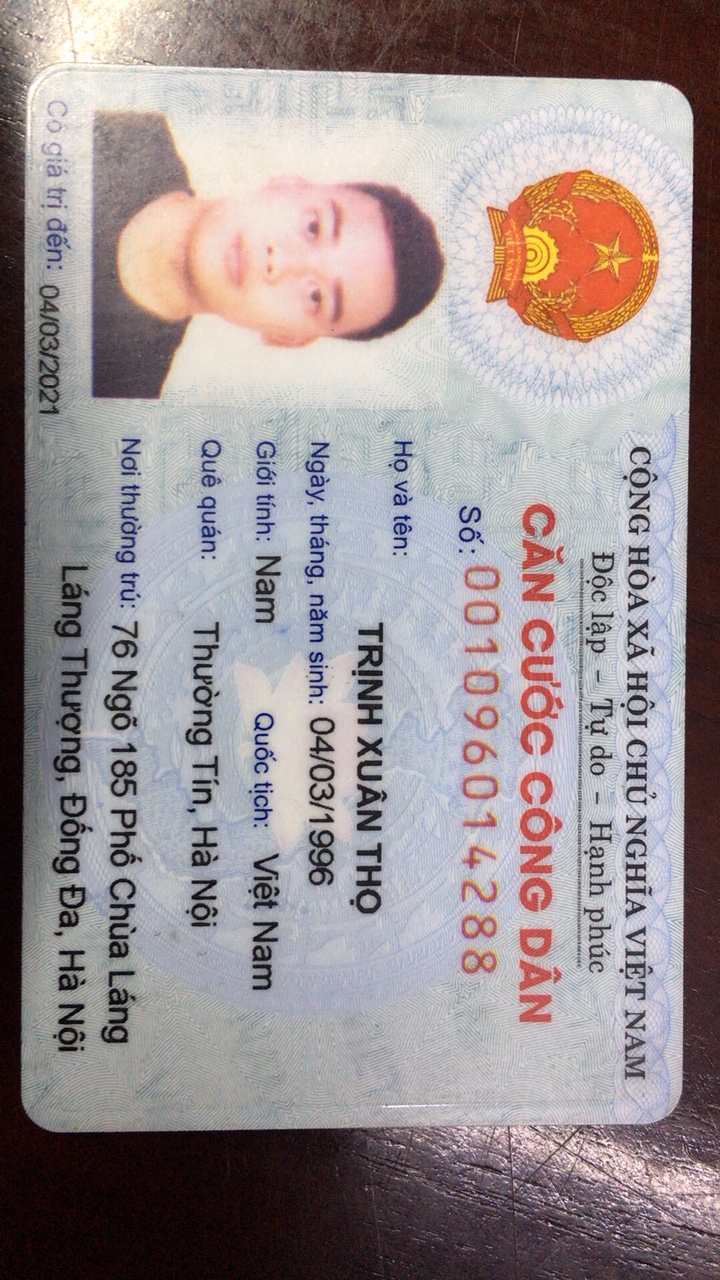 CỘNG HÒA XÃ HỘI CHỦ NGHĨA VIỆT NAM
Độc lập - Tự do - Hạnh phúc
CĂN CƯỚC CÔNG DÂN
Số: 001096014288
Họ và tên:
TRỊNH XUÂN THỌ
Ngày, tháng, năm sinh: 04/03/1996
Giới tính: Nam Quốc tịch: Việt Nam
Quê quán: Thường Tín, Hà Nội
Nơi thường trú: 76 Ngõ 185 Phố Chùa Láng
Láng Thượng, Đống Đa, Hà Nội
Có giá trị đến: 04/03/2021